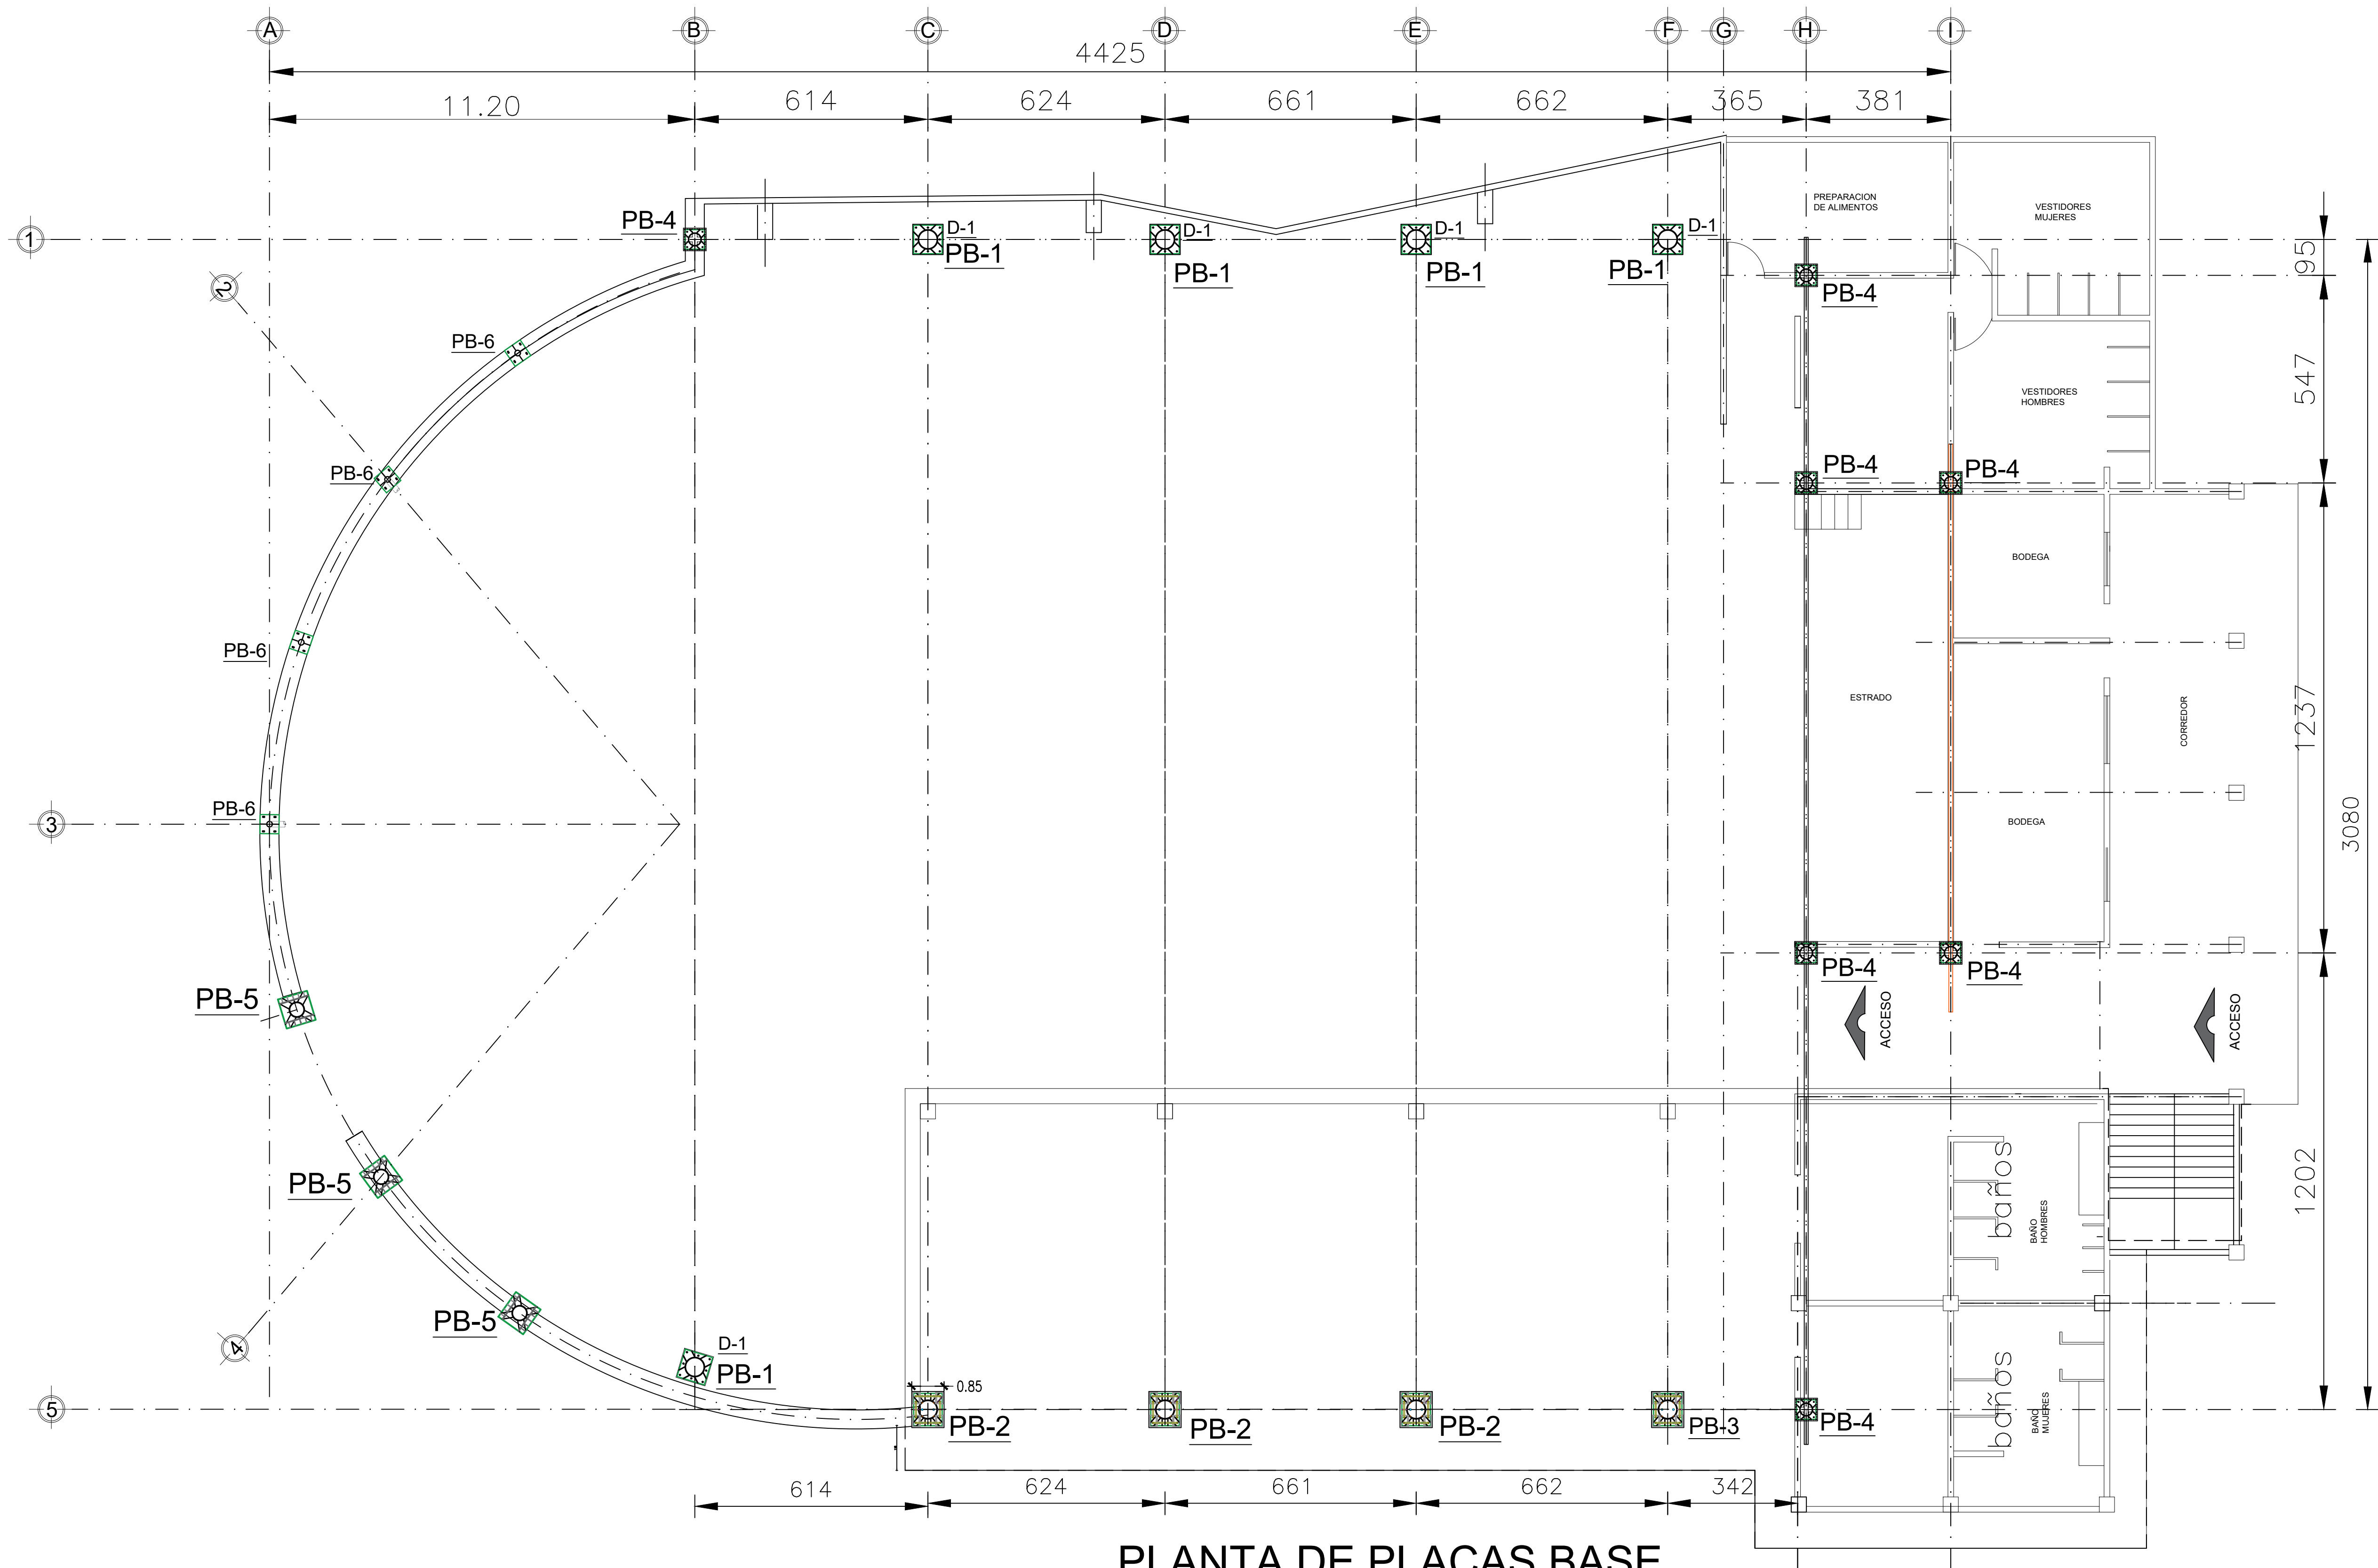 A
B
C
D
E
F
G
H
I
4425
11.20
614
624
661
662
365
381
PREPARACION
DE ALIMENTOS
VESTIDORES
MUJERES
1
PB-4
D-1
PB-1
D-1
PB-1
D-1
PB-1
D-1
PB-1
PB-4
95
2
PB-6
547
VESTIDORES
HOMBRES
PB-6
PB-4
PB-4
BODEGA
PB-6
ESTRADO
CORREDOR
1237
3
PB-6
BODEGA
3080
PB-5
PB-4
PB-4
ACCESO
ACCESO
PB-5
baños
BAÑO
HOMBRES
1202
PB-5
4
D-1
PB-1
0.85
baños
BAÑO
MUJERES
5
PB-2
PB-2
PB-2
PB-3
PB-4
614
624
661
662
342
PLANTA DE PLACAS BASE